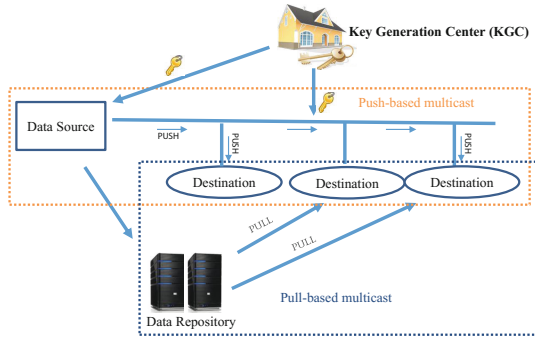 Key Generation Center (KGC)
Push-based multicast
Data Source
PUSH
PUSH
PUSH
Destination
Destination
Destination
PULL
PULL
Pull-based multicast
Data Repository